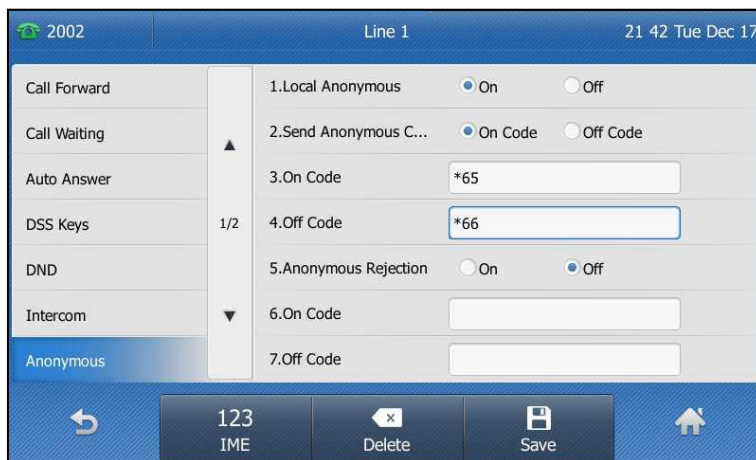 2002 Line 1 21 42 Tue Dec 17
Call Forward
Call Waiting
Auto Answer
DSS Keys
DND
Intercom
Anonymous
1/2
1.Local Anonymous On Off
2.Send Anonymous C... On Code Off Code
3.On Code *65
4.Off Code *66
5.Anonymous Rejection On Off
6.On Code
7.Off Code
123
IME
Delete
Save